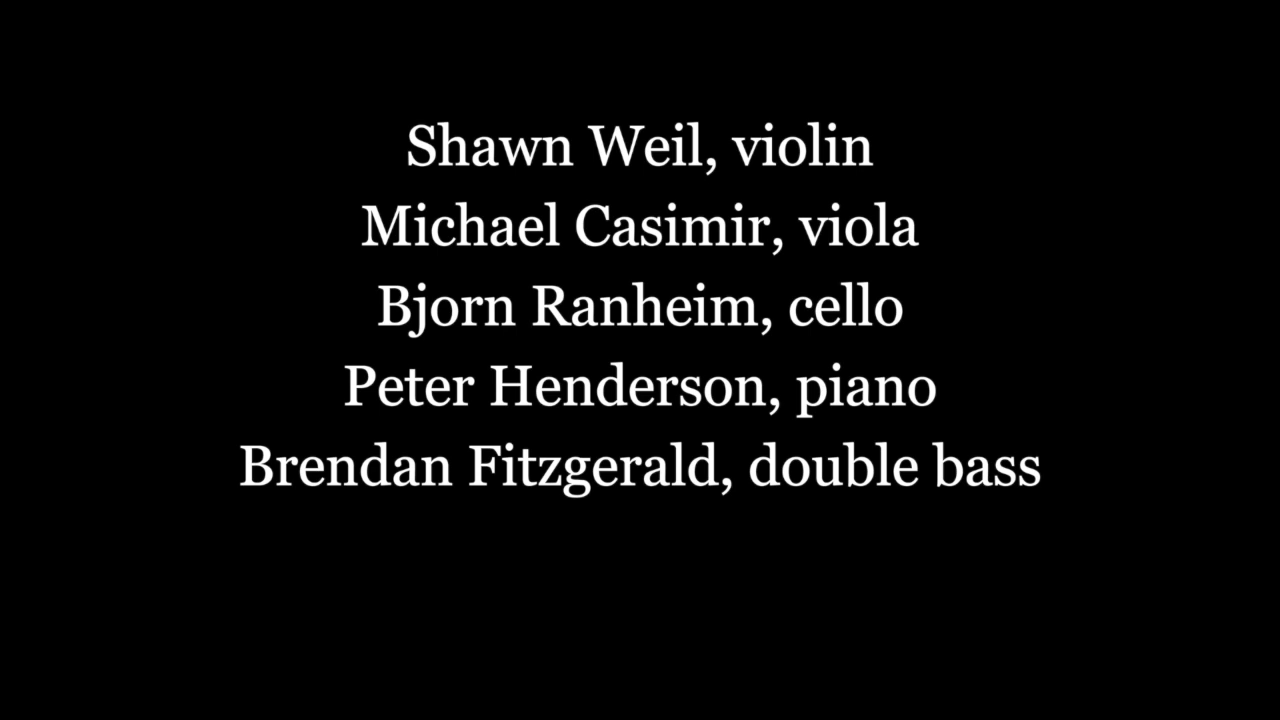 Shawn Weil, violin
Michael Casimir, viola
Bjorn Ranheim, cello
Peter Henderson, piano
Brendan Fitzgerald, double bass